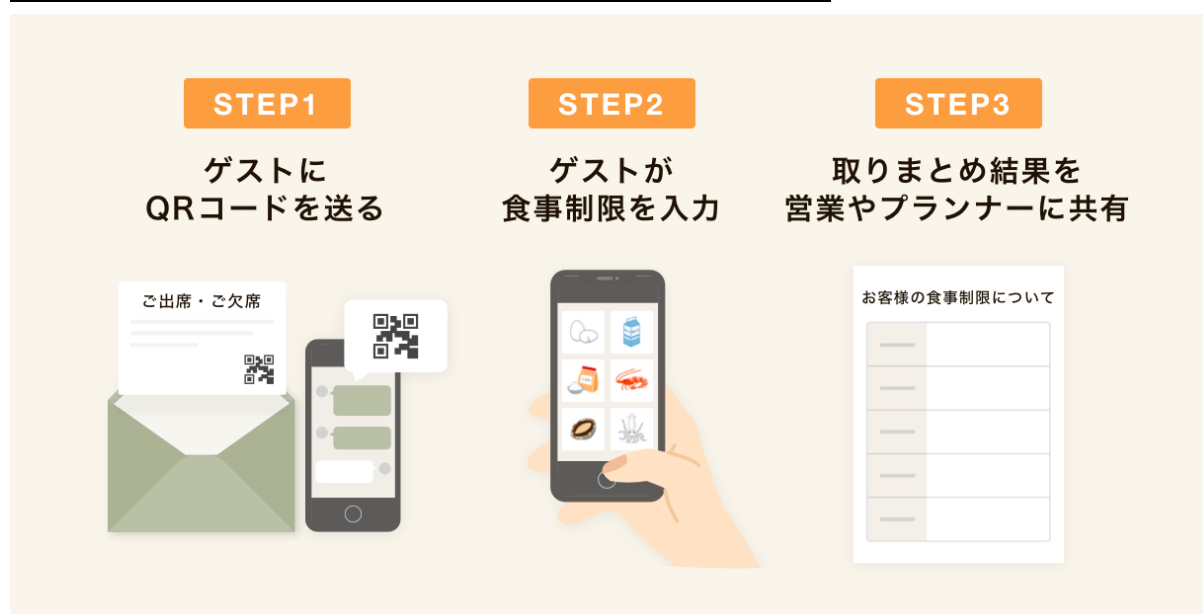 STEP1
ゲストに
QRコードを送る
ご出席・ご欠席
STEP2
ゲストが
食事制限を入力
STEP3
取りまとめ結果を
営業やプランナーに共有
お客様の食事制限について